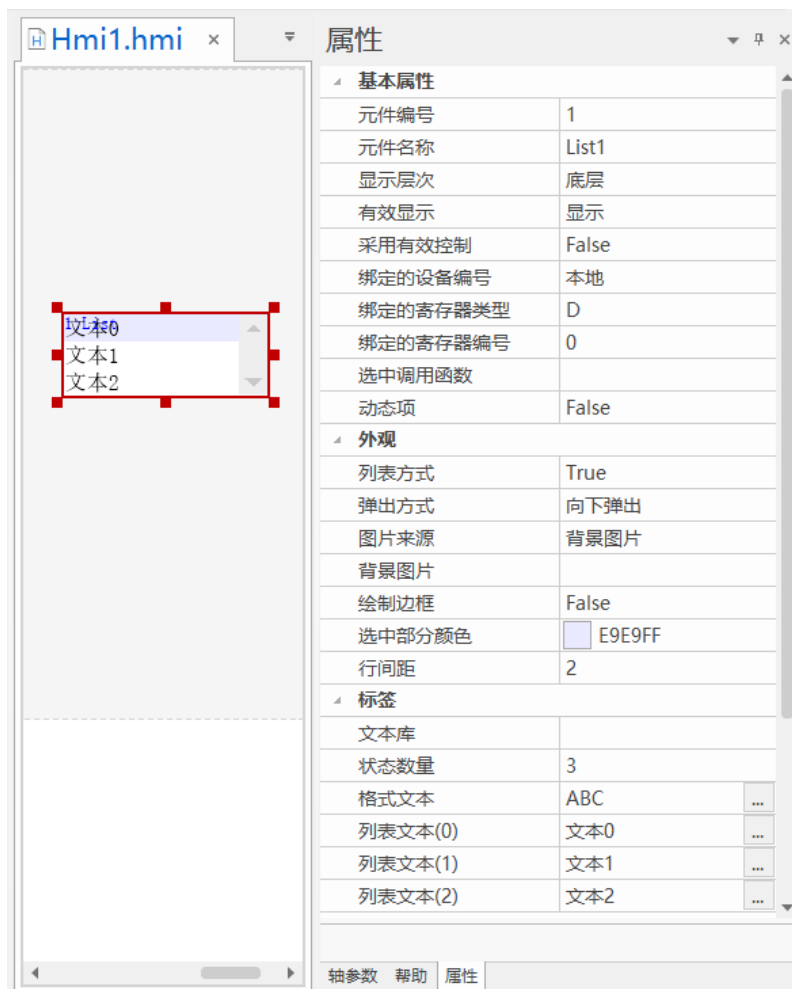 Hmi1.hmi ×
属性
基本属性
元件编号 1
元件名称 List1
显示层次 底层
有效显示 显示
采用有效控制 False
绑定的设备编号 本地
绑定的寄存器类型 D
绑定的寄存器编号 0
选中调用函数
动态项 False
外观
列表方式 True
弹出方式 向下弹出
图片来源 背景图片
背景图片
绘制边框 False
选中部分颜色 E9E9FF
行间距 2
标签
文本库
状态数量 3
格式文本 ABC ...
列表文本(0) 文本0 ...
列表文本(1) 文本1 ...
列表文本(2) 文本2 ...
文本0
文本1
文本2
轴参数 帮助 属性